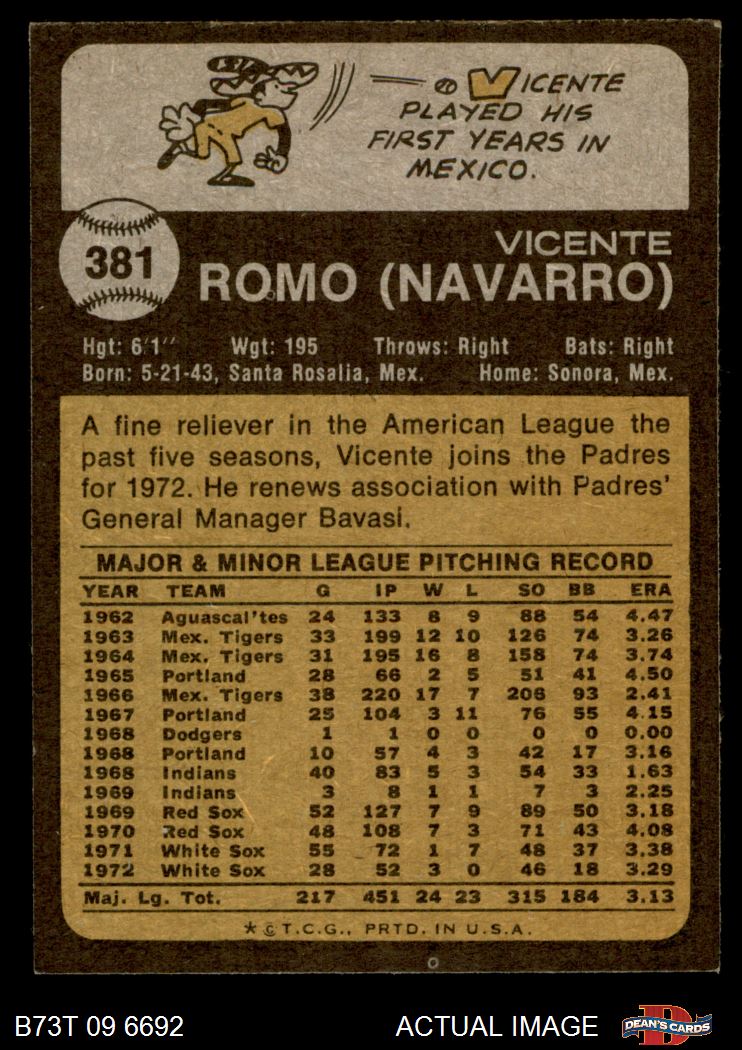 VICENTE
PLAYED HIS
FIRST YEARS IN
MEXICO.
381
VICENTE
ROMO (NAVARRO)
Hgt: 6'1" Wgt: 195 Throws: Right Bats: Right
Born: 5-21-43, Santa Rosalia, Mex. Home: Sonora, Mex.
A fine reliever in the American League the
past five seasons, Vicente joins the Padres
for 1972. He renews association with Padres'
General Manager Bavasi.
MAJOR & MINOR LEAGUE PITCHING RECORD
YEAR TEAM G IP W L SO BB ERA
1962 Aguascal'tes 24 133 8 9 88 54 4.47
1963 Mex. Tigers 33 199 12 10 126 74 3.26
1964 Mex. Tigers 31 195 16 8 158 74 3.74
1965 Portland 28 66 2 5 51 41 4.50
1966 Mex. Tigers 38 220 17 7 206 93 2.41
1967 Portland 25 104 3 11 76 55 4.15
1968 Dodgers 1 1 0 0 0 0 0.00
1968 Portland 10 57 4 3 42 17 3.16
1968 Indians 40 83 5 3 54 33 1.63
1969 Indians 3 8 1 1 7 3 2.25
1969 Red Sox 52 127 7 9 89 50 3.18
1970 Red Sox 48 108 7 3 71 43 4.08
1971 White Sox 55 72 1 7 48 37 3.38
1972 White Sox 28 52 3 0 46 18 3.29
Maj. Lg. Tot. 217 451 24 23 315 184 3.13
* © T.C.G., PRTD. IN U.S.A.
B73T 09 6692 ACTUAL IMAGE DEAN'S CARDS